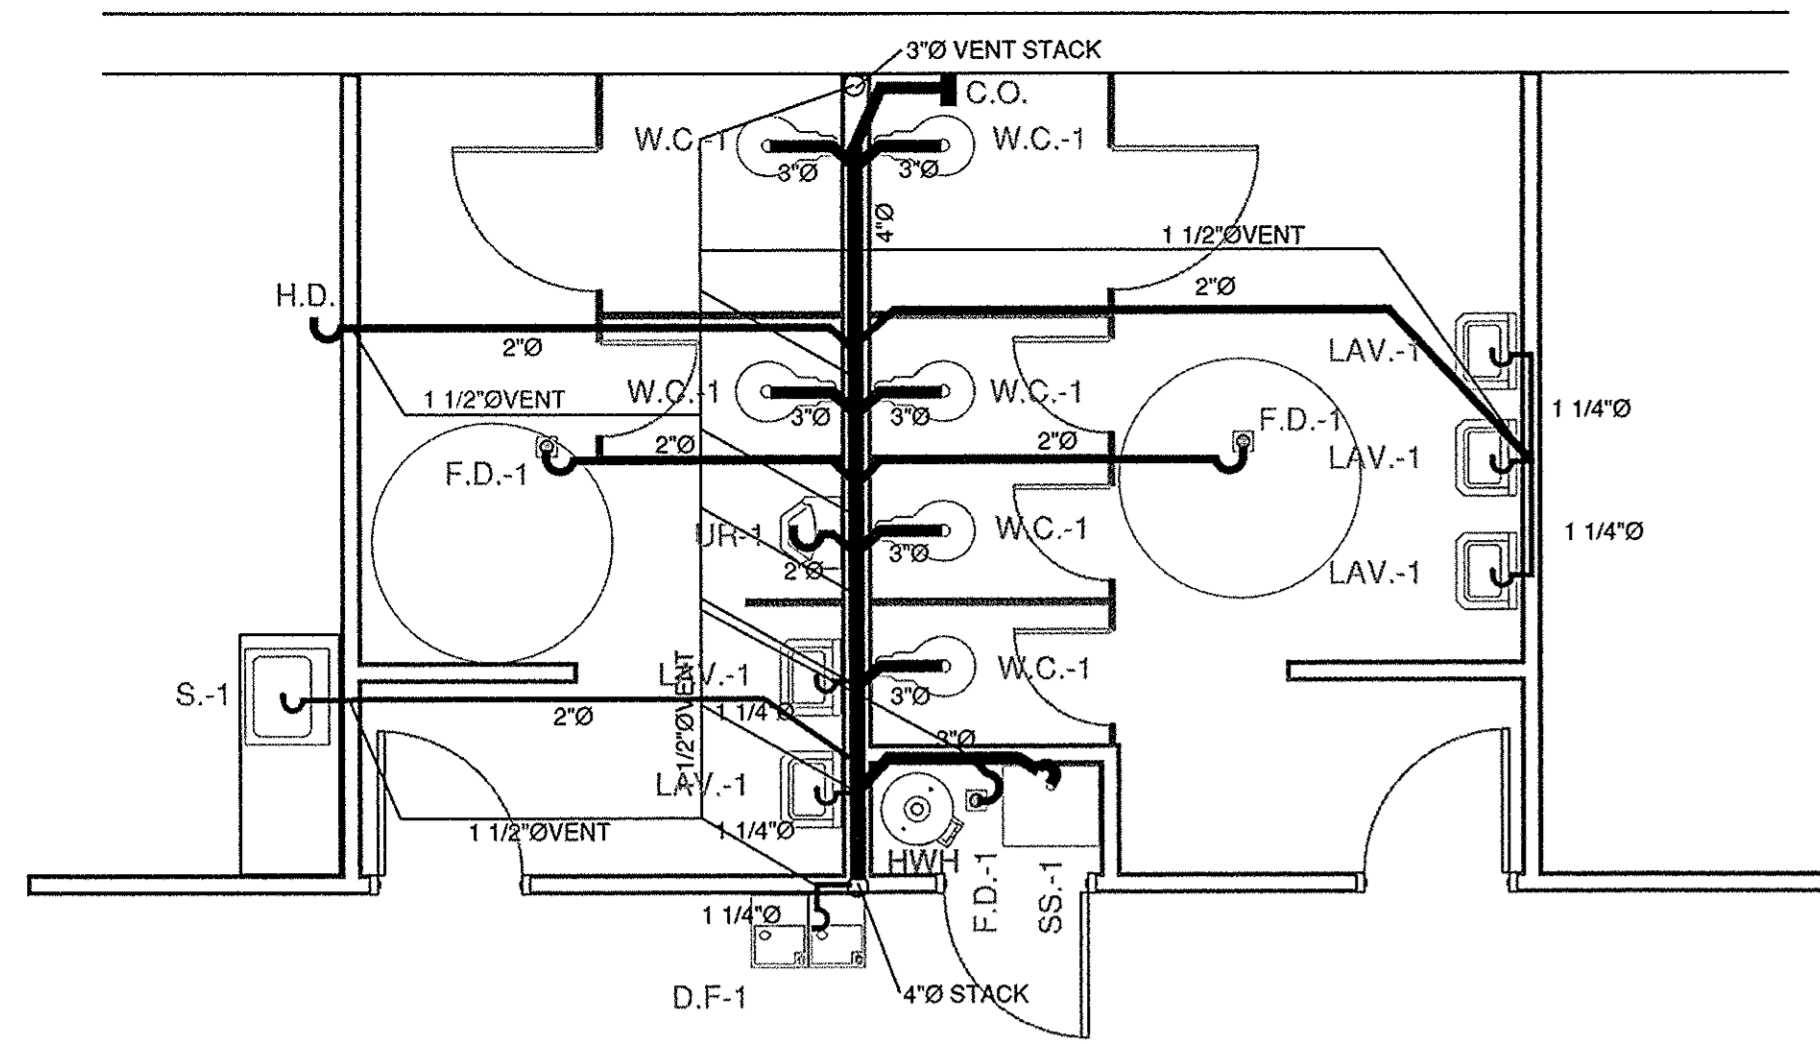 3"Ø VENT STACK
C.O.
W.C.-1
W.C.-1
3"Ø
3"Ø
4"Ø
1 1/2"ØVENT
2"Ø
H.D.
2"Ø
LAV.-1
W.C.-1
W.C.-1
1 1/2"ØVENT
3"Ø
3"Ø
1 1/4"Ø
F.D.-1
2"Ø
2"Ø
LAV.-1
F.D.-1
UR-1
W.C.-1
1 1/4"Ø
3"Ø
2"Ø
LAV.-1
LAV.-1
W.C.-1
S.-1
3"Ø
2"Ø
1 1/4"Ø
1 1/2"ØVENT
3"Ø
LAV.-1
1 1/2"ØVENT
1 1/4"Ø
HWH
F.D.-1
SS.-1
1 1/4"Ø
D.F-1
4"Ø STACK